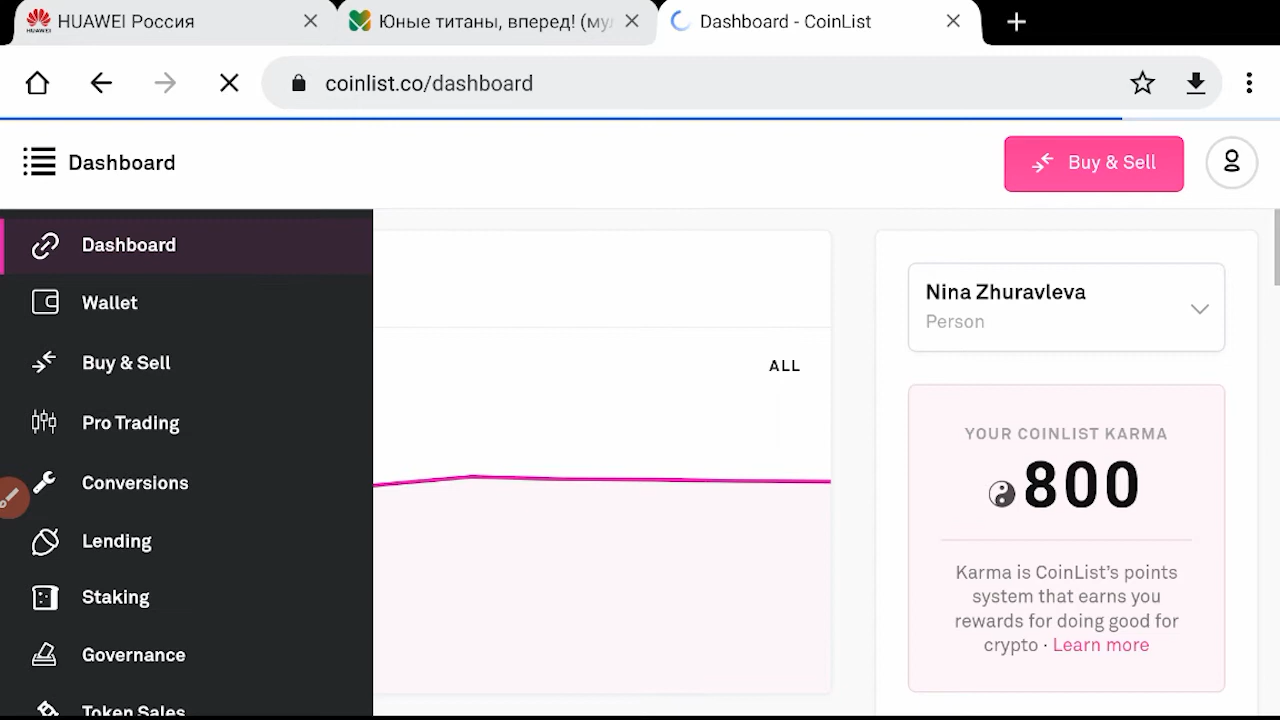 HUAWEI
HUAWEI Россия
Юные титаны, вперед! (му
Dashboard - CoinList
coinlist.co/dashboard
Dashboard
Buy & Sell
Dashboard
Wallet
Buy & Sell
Pro Trading
Conversions
Lending
Staking
Governance
Token Sales
ALL
Nina Zhuravleva
Person
YOUR COINLIST KARMA
800
Karma is CoinList's points
system that earns you
rewards for doing good for
crypto · Learn more